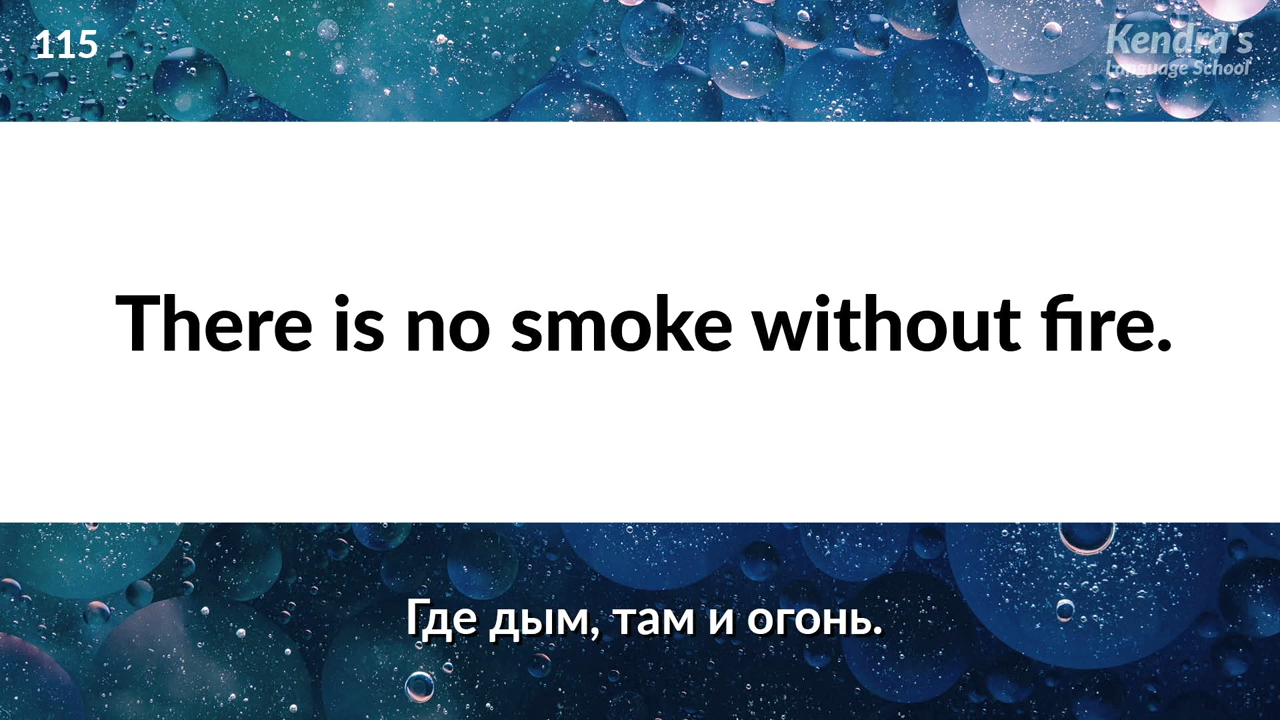 115
Kendra's
Language School
There is no smoke without fire.
Где дым, там и огонь.